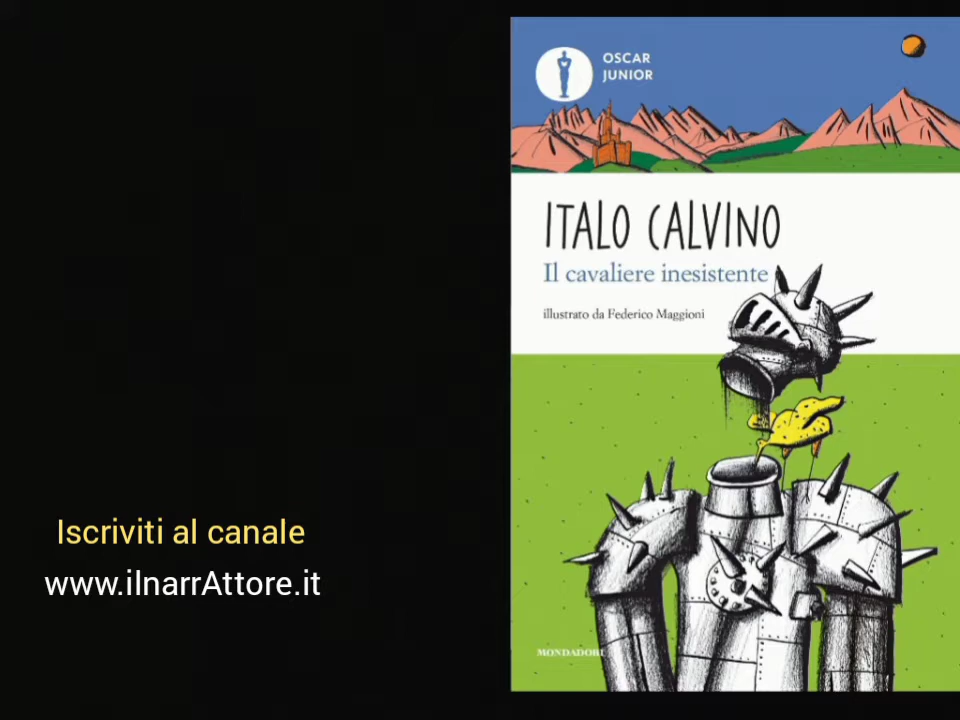 OSCAR
JUNIOR
ITALO CALVINO
Il cavaliere inesistente
illustrato da Federico Maggioni
Iscriviti al canale
www.ilnarrAttore.it
MONDADORI